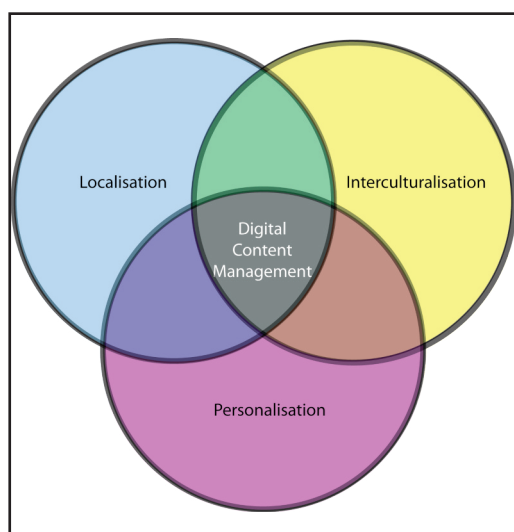 Localisation
Interculturalisation
Digital
Content
Management
Personalisation